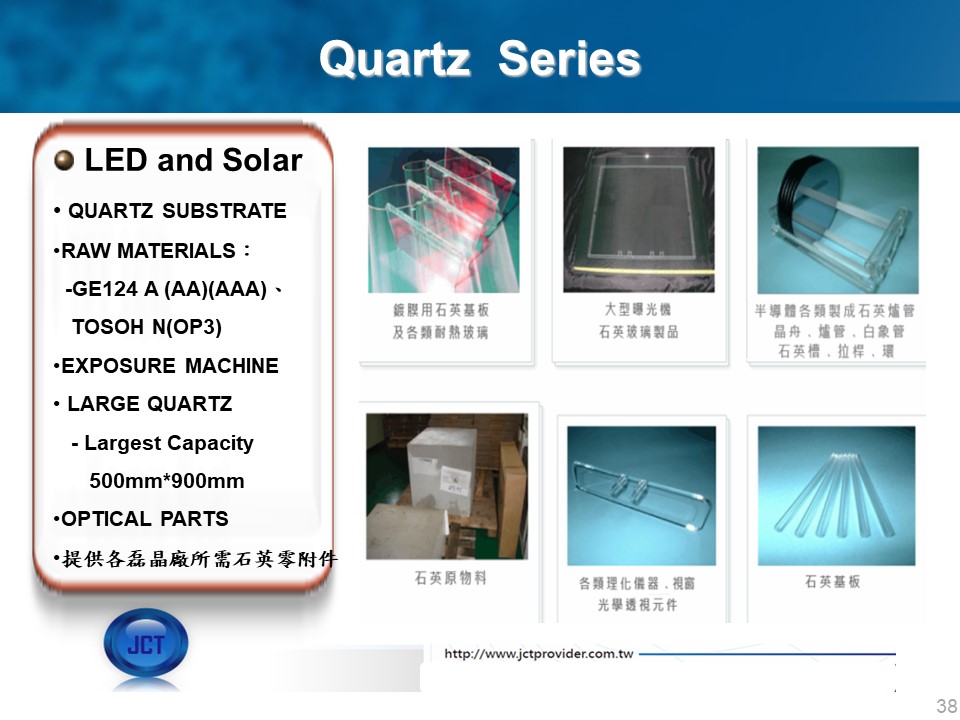 Quartz Series
LED and Solar
• QUARTZ SUBSTRATE
•RAW MATERIALS：
-GE124 A (AA)(AAA)、
TOSOH N(OP3)
•EXPOSURE MACHINE
• LARGE QUARTZ
- Largest Capacity
500mm*900mm
•OPTICAL PARTS
•提供各磊晶廠所需石英零附件
鍍膜用石英基板
及各類耐熱玻璃
大型曝光機
石英玻璃製品
半導體各類製成石英爐管
晶舟﹑爐管﹑白象管
石英槽﹑拉桿﹑環
石英原物料
各類理化儀器﹑視窗
光學透視元件
石英基板
JCT
http://www.jctprovider.com.tw
38